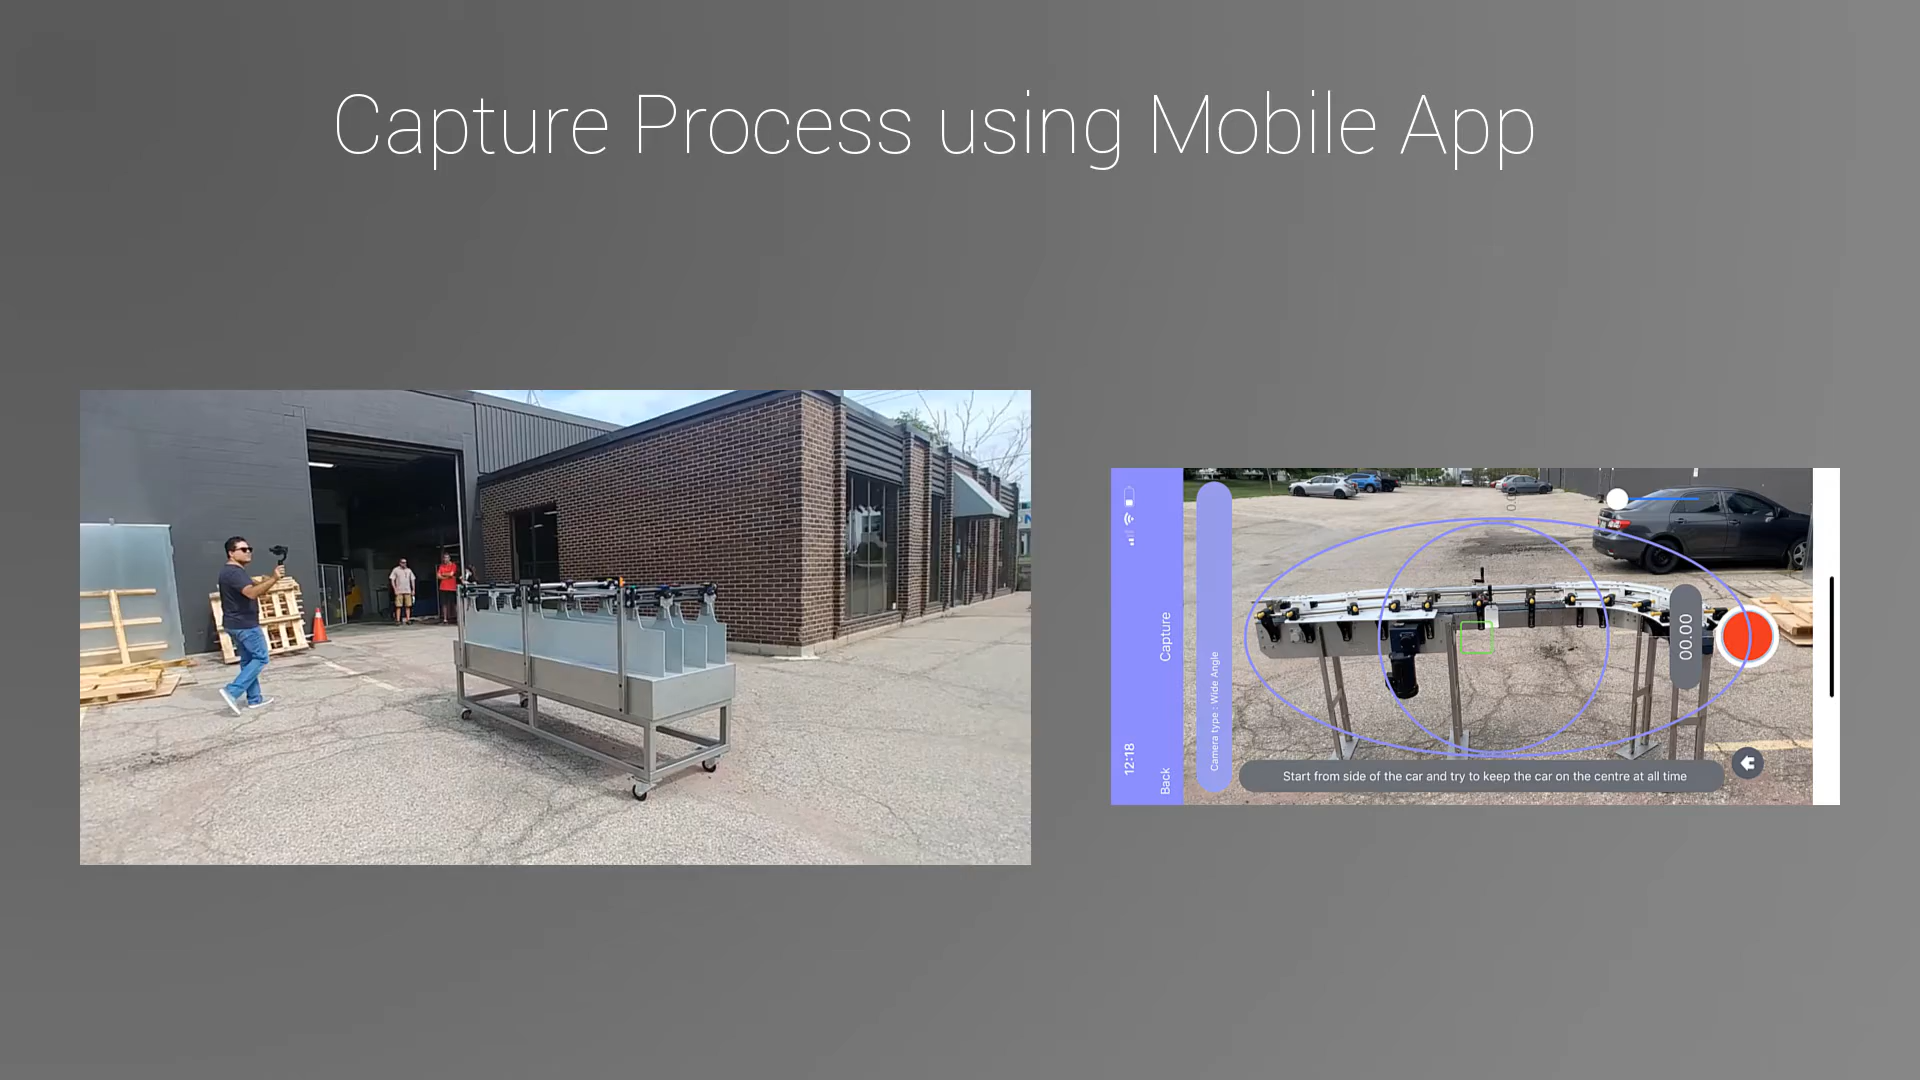 Capture Process using Mobile App
12:18
Back
Capture
Camera type : Wide Angle
00:00
Start from side of the car and try to keep the car on the centre at all time